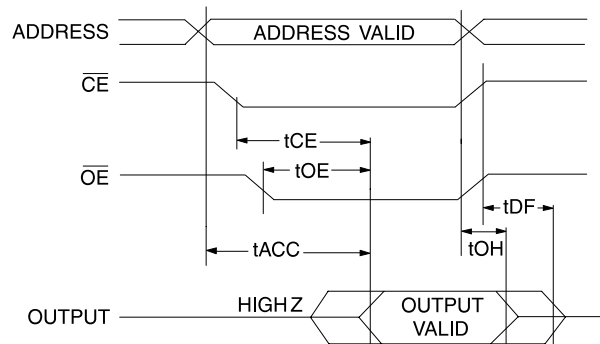 ADDRESS
ADDRESS VALID
CE
tCE
OE
tOE
tDF
tACC
tOH
OUTPUT
HIGH Z
OUTPUT
VALID